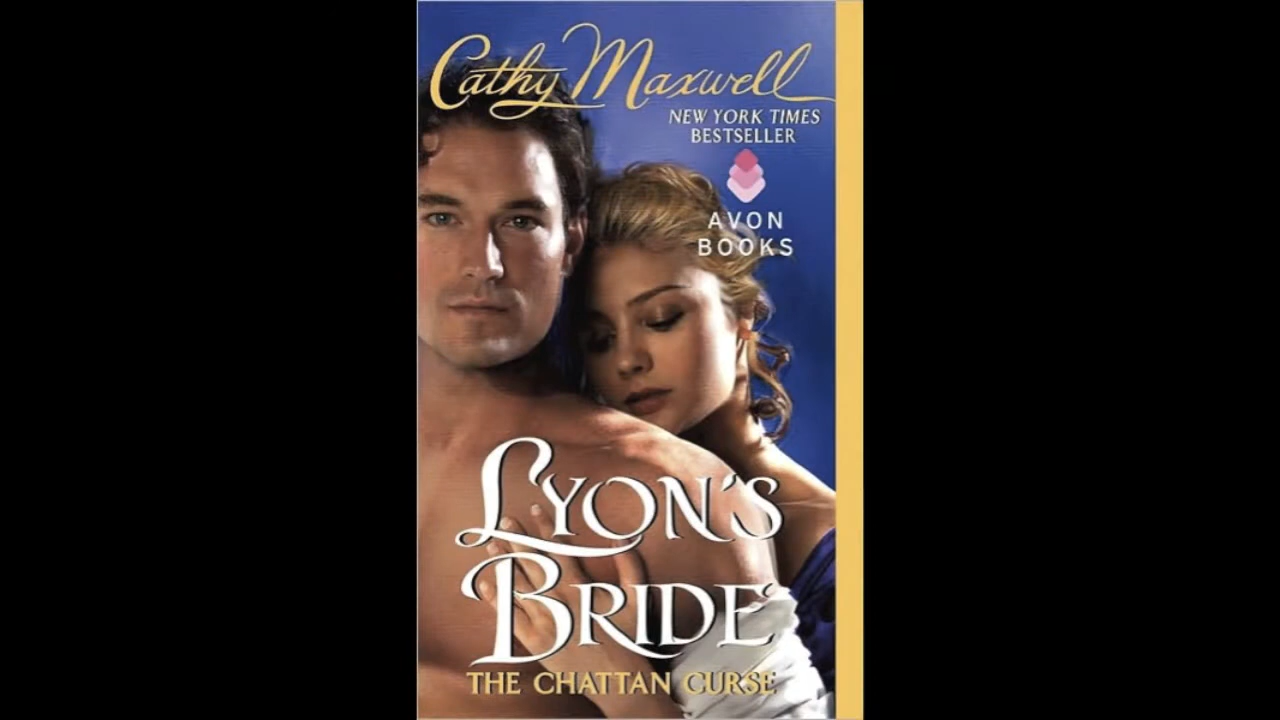 Cathy Maxwell
NEW YORK TIMES
BESTSELLER
AVON
BOOKS
LYON'S
BRIDE
THE CHATTAN CURSE